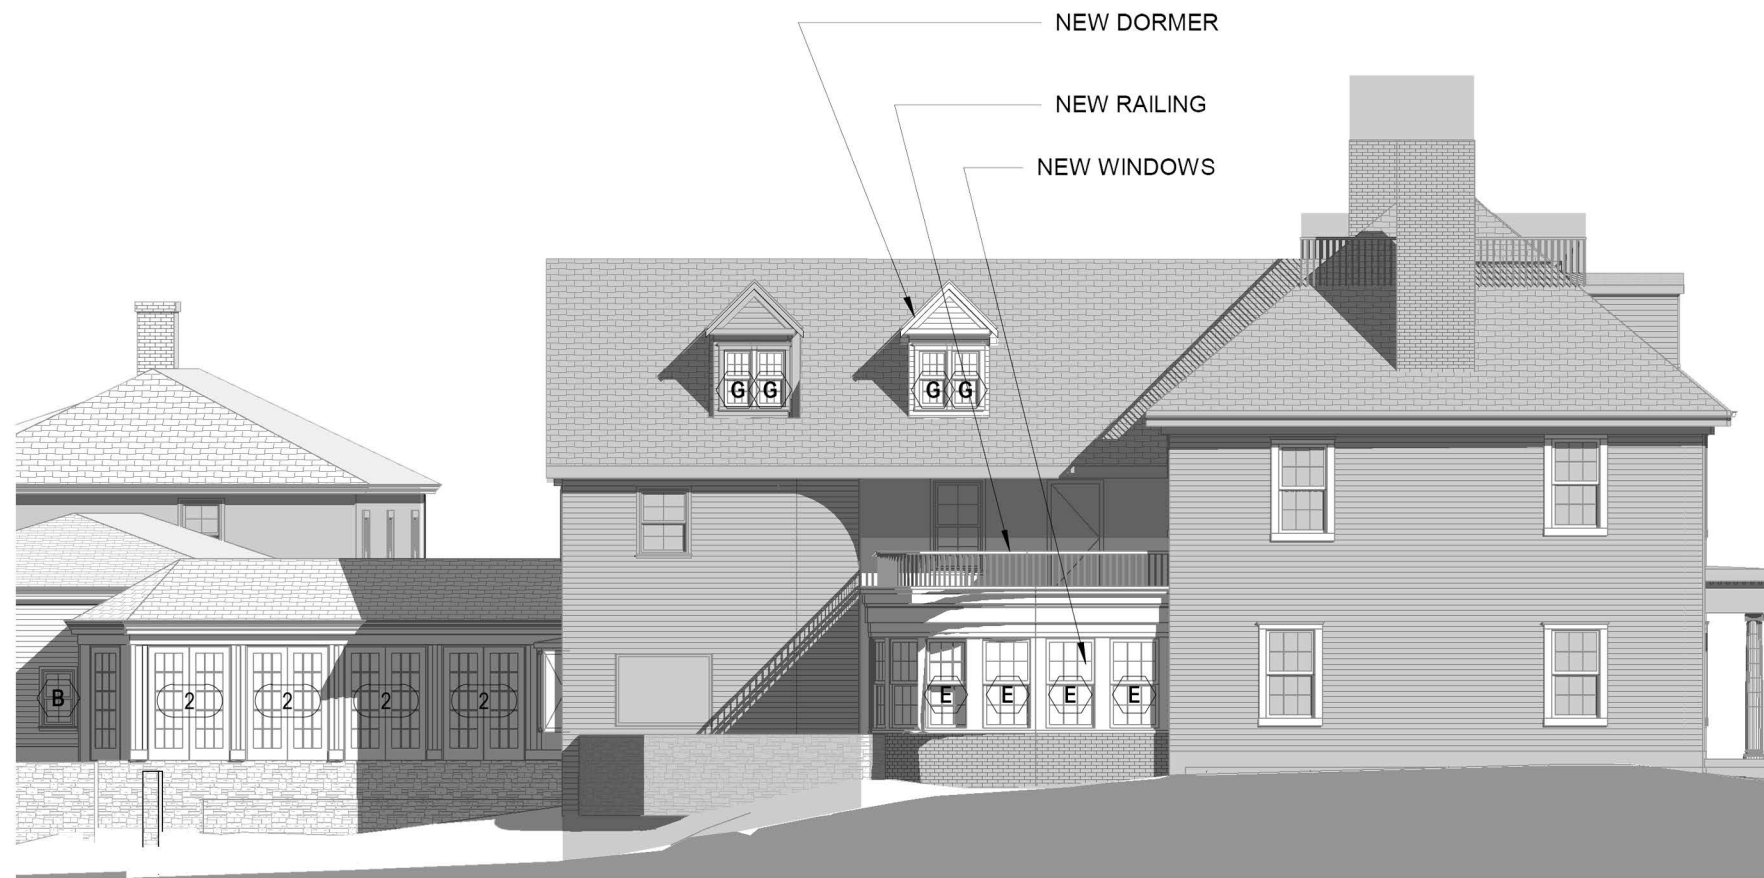 NEW DORMER
NEW RAILING
NEW WINDOWS
G G G G
B 2 2 2 2 E E E E